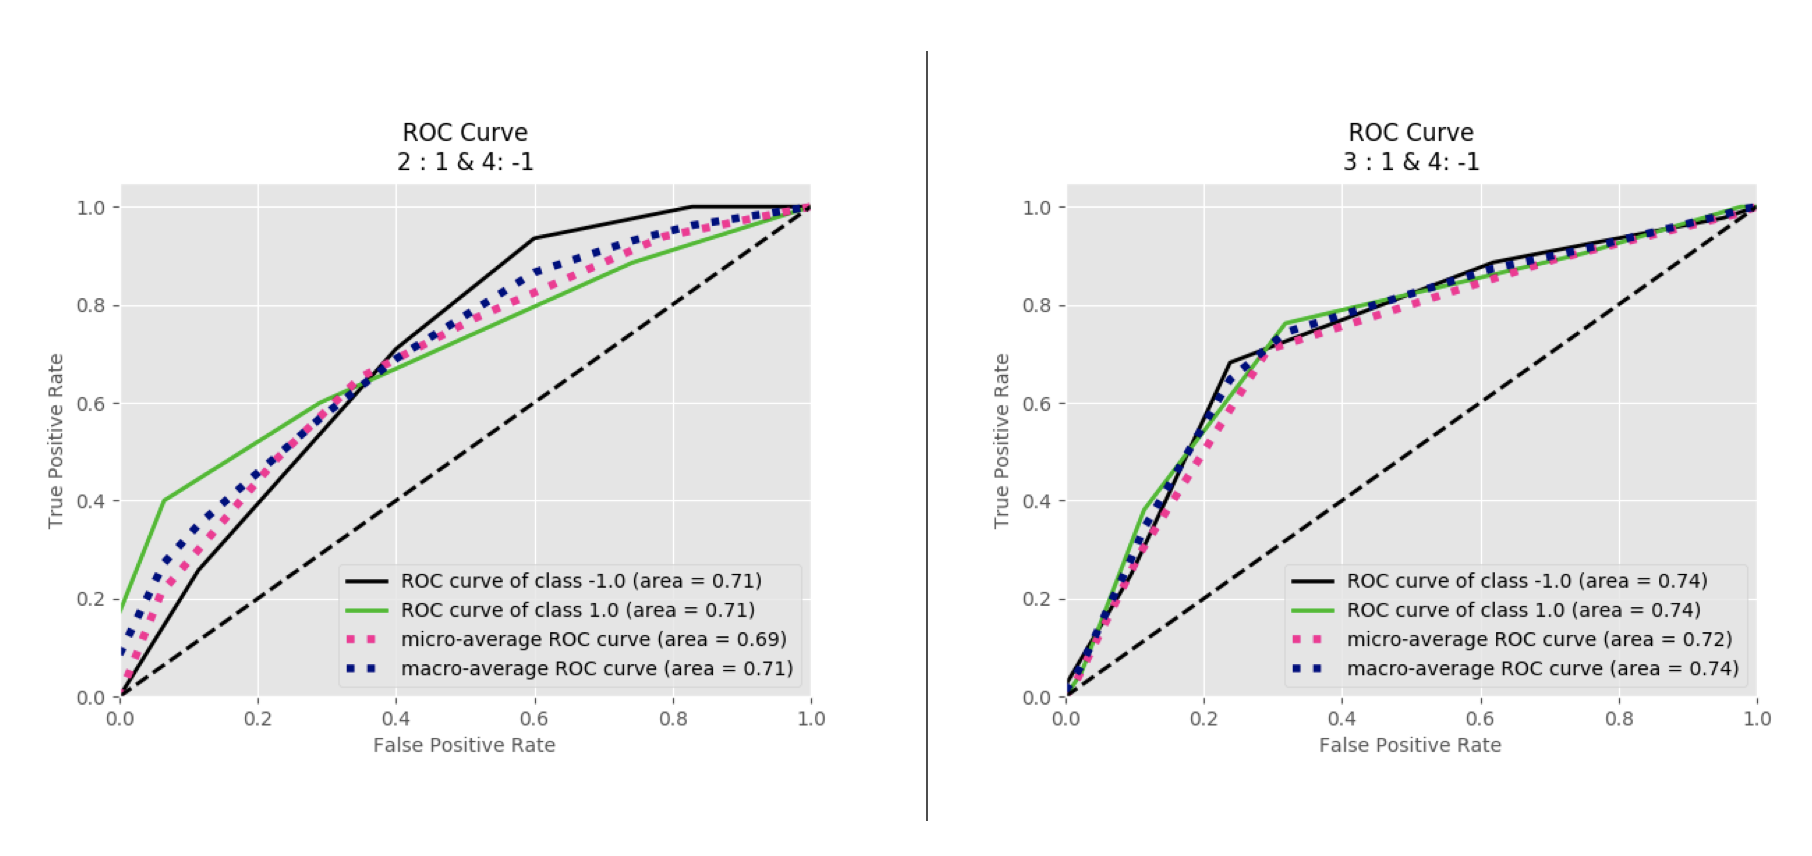 ROC Curve
2 : 1 & 4: -1
1.0
0.8
0.6
0.4
0.2
0.0
True Positive Rate
ROC curve of class -1.0 (area = 0.71)
ROC curve of class 1.0 (area = 0.71)
micro-average ROC curve (area = 0.69)
macro-average ROC curve (area = 0.71)
0.0 0.2 0.4 0.6 0.8 1.0
False Positive Rate
ROC Curve
3 : 1 & 4: -1
1.0
0.8
0.6
0.4
0.2
0.0
True Positive Rate
ROC curve of class -1.0 (area = 0.74)
ROC curve of class 1.0 (area = 0.74)
micro-average ROC curve (area = 0.72)
macro-average ROC curve (area = 0.74)
0.0 0.2 0.4 0.6 0.8 1.0
False Positive Rate